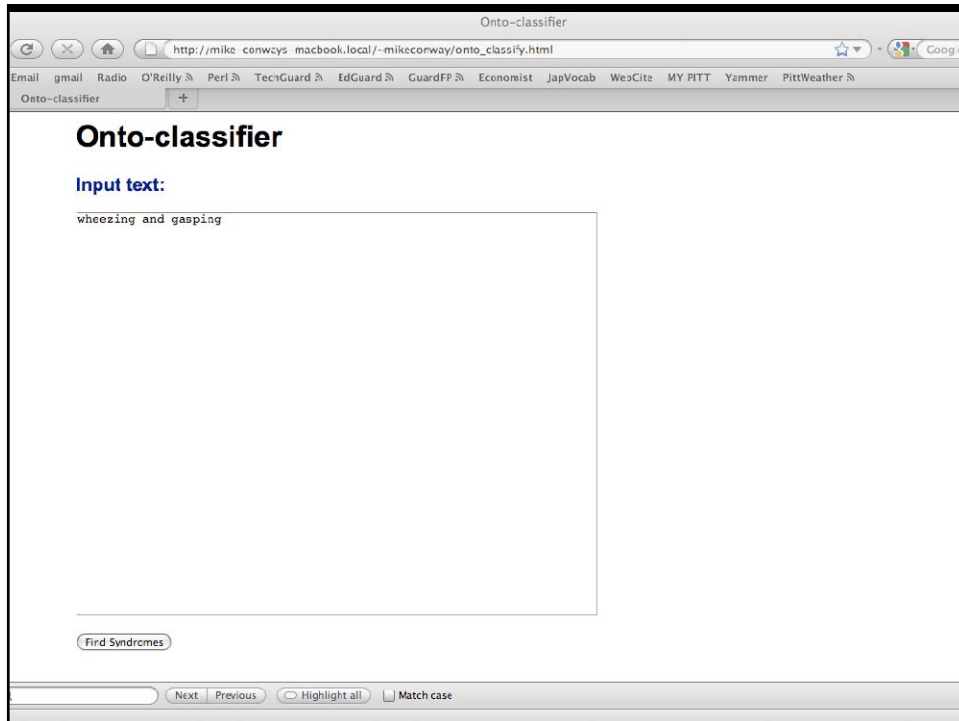 Onto-classifier
http://mike-conways-macbook.local/~mikeconway/onto_classify.html
Email gmail Radio O'Reilly Perl TechGuard EdGuard GuardFP Economist JapVocab WebCite MY PITT Yammer PittWeather
Onto-classifier +
Onto-classifier
Input text:
wheezing and gasping
Find Syndromes
Next Previous Highlight all Match case